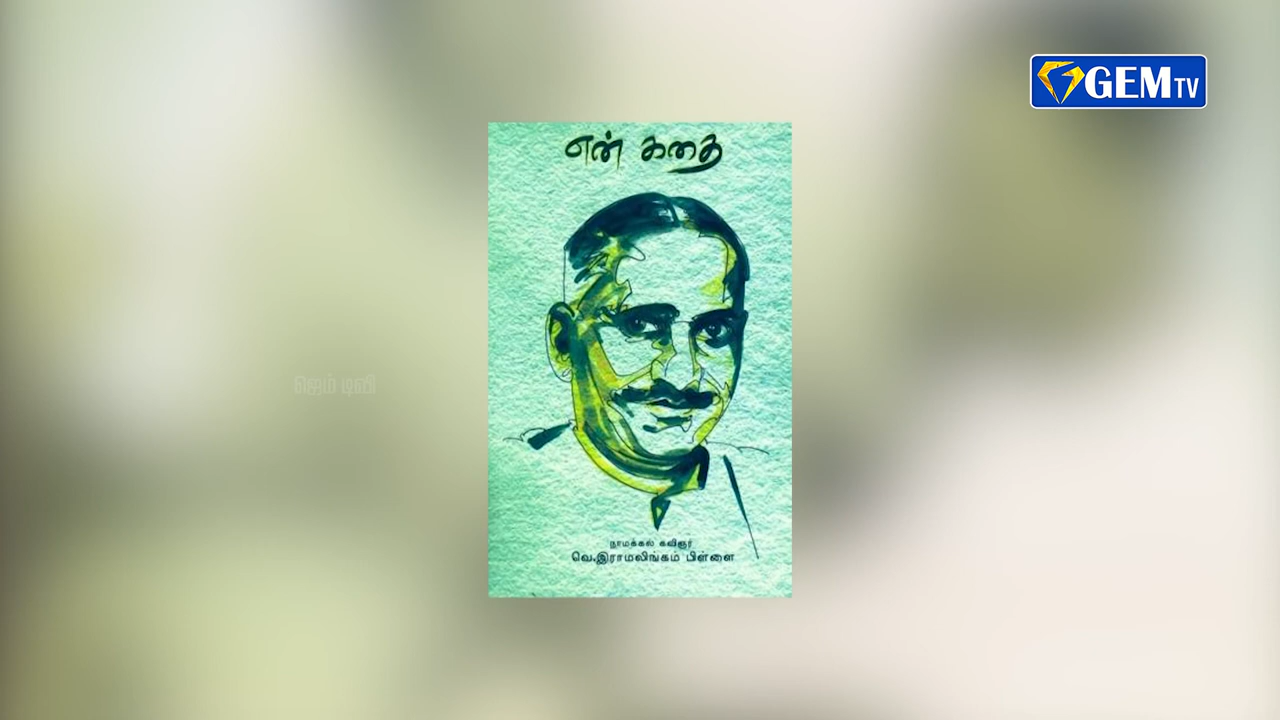 GEM TV
என் கதை
ஜெம் டிவி
நாமக்கல் கவிஞர்
வெ.இராமலிங்கம் பிள்ளை